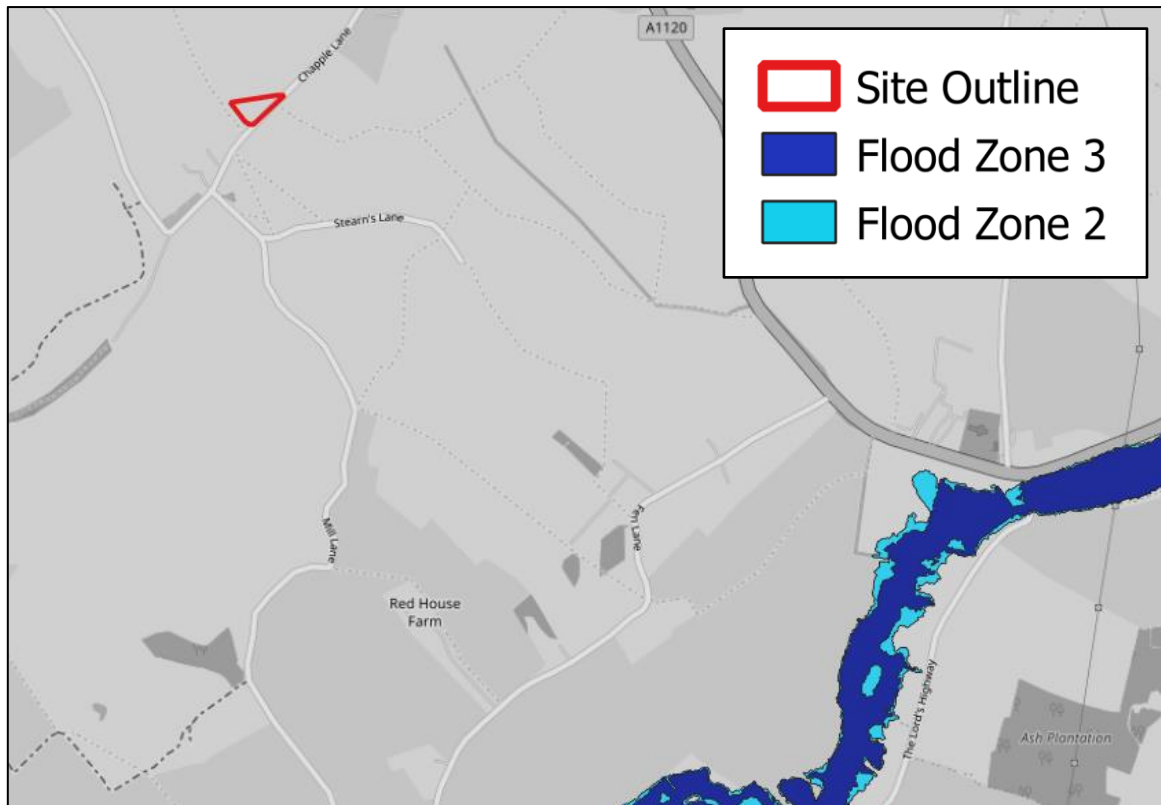 A1120
Chapple Lane
Site Outline
Flood Zone 3
Flood Zone 2
Stearn's Lane
Fen Lane
Mill Lane
Red House
Farm
The Lord's Highway
Ash Plantation